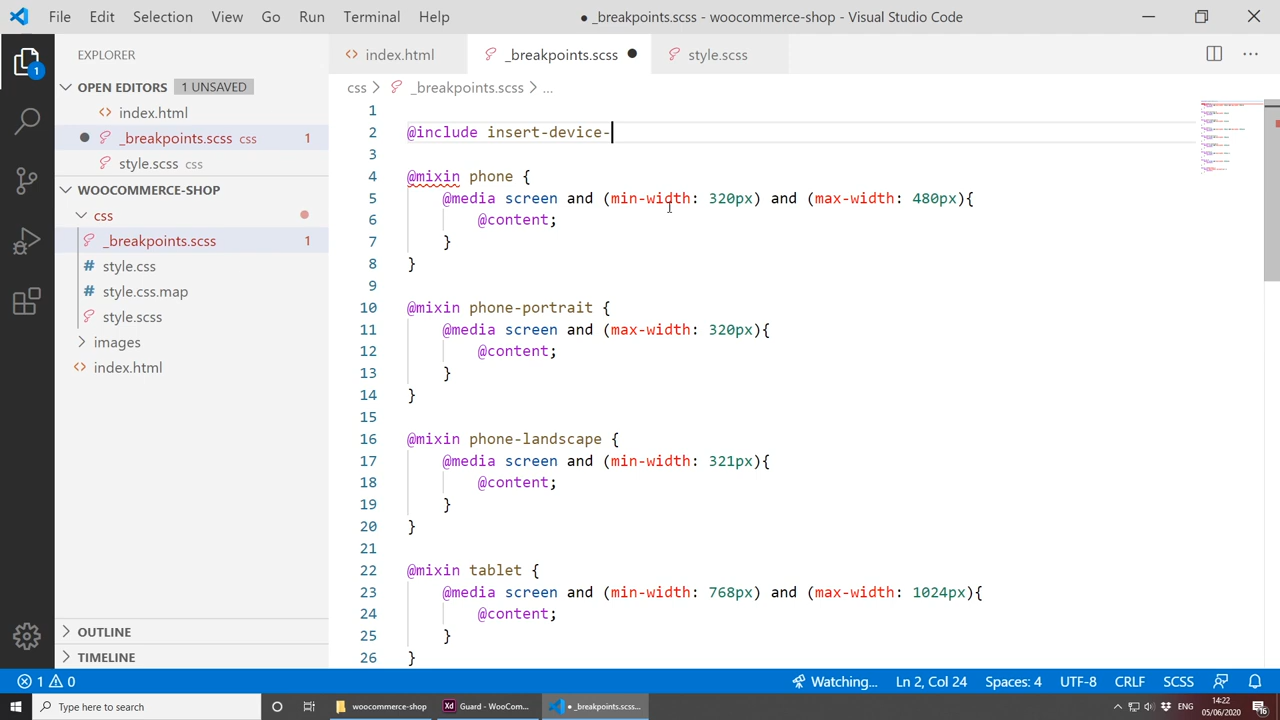 File Edit Selection View Go Run Terminal Help
● _breakpoints.scss - woocommerce-shop - Visual Studio Code
EXPLORER
index.html
_breakpoints.scss ●
style.scss
OPEN EDITORS 1 UNSAVED
css > _breakpoints.scss > ...
index.html
_breakpoints.scss css 1
style.scss css
WOOCOMMERCE-SHOP
css
_breakpoints.scss 1
style.css
style.css.map
style.scss
images
index.html
OUTLINE
TIMELINE
1
2 @include insert-device-
3
4 @mixin phone {
5 @media screen and (min-width: 320px) and (max-width: 480px){
6 @content;
7 }
8 }
9
10 @mixin phone-portrait {
11 @media screen and (max-width: 320px){
12 @content;
13 }
14 }
15
16 @mixin phone-landscape {
17 @media screen and (min-width: 321px){
18 @content;
19 }
20 }
21
22 @mixin tablet {
23 @media screen and (min-width: 768px) and (max-width: 1024px){
24 @content;
25 }
26 }
1
1 0
Watching... Ln 2, Col 24 Spaces: 4 UTF-8 CRLF SCSS
Type here to search
woocommerce-shop
Xd Guard - WooCom...
● _breakpoints.scss...
ENG
14:22
05/06/2020
16